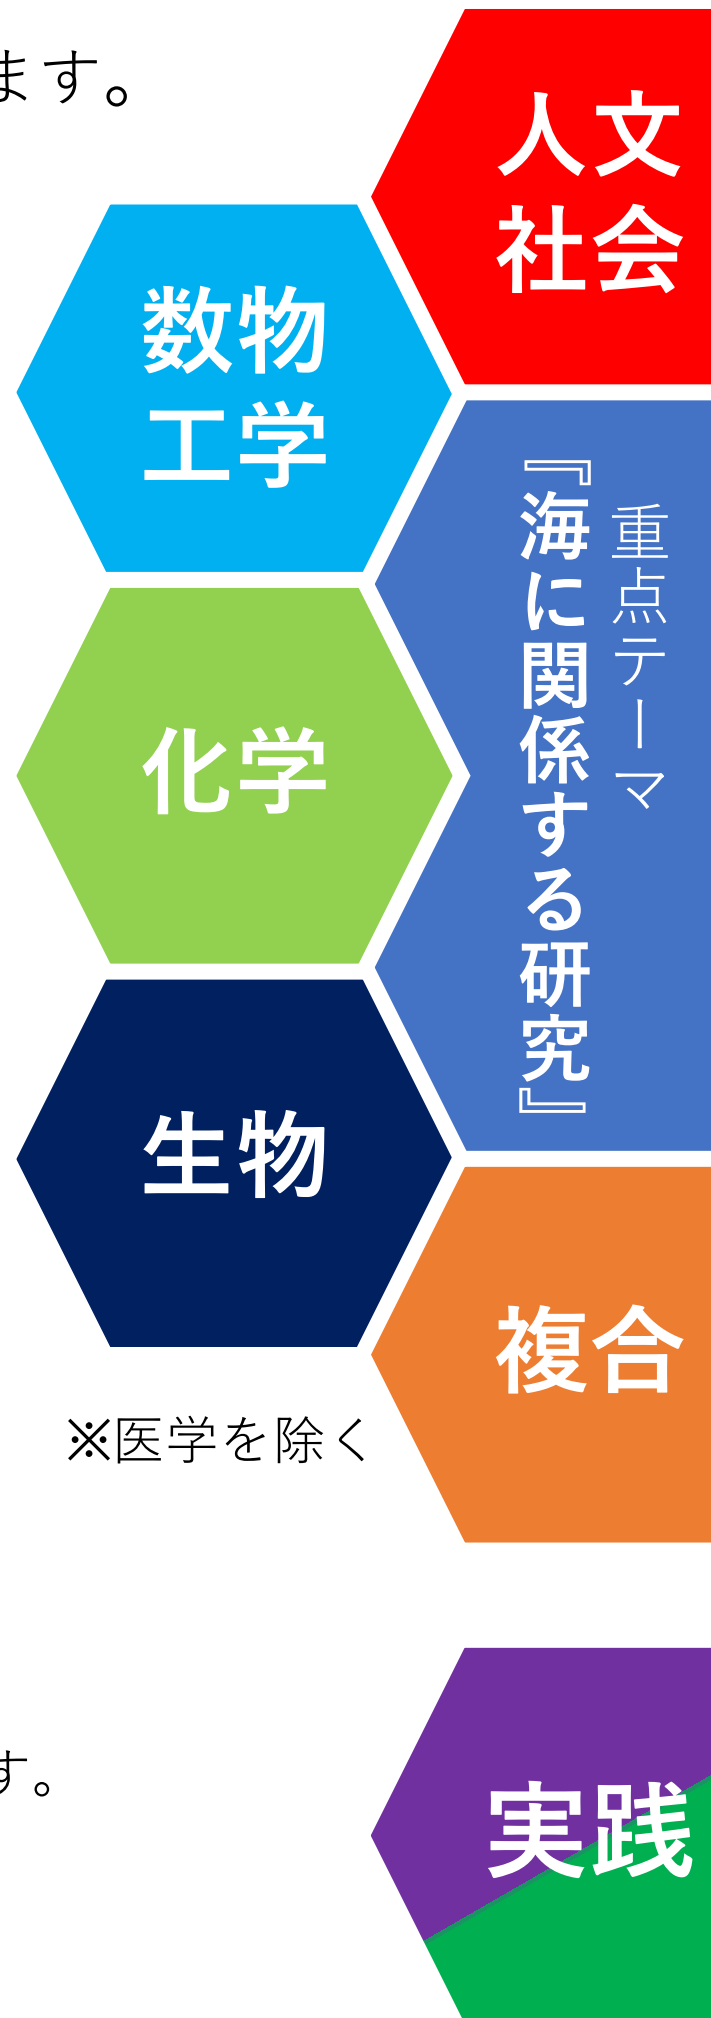 ます。
人文
社会
数物
工学
重点テーマ
『海に関係する研究』
化学
生物
複合
※医学を除く
す。
実践